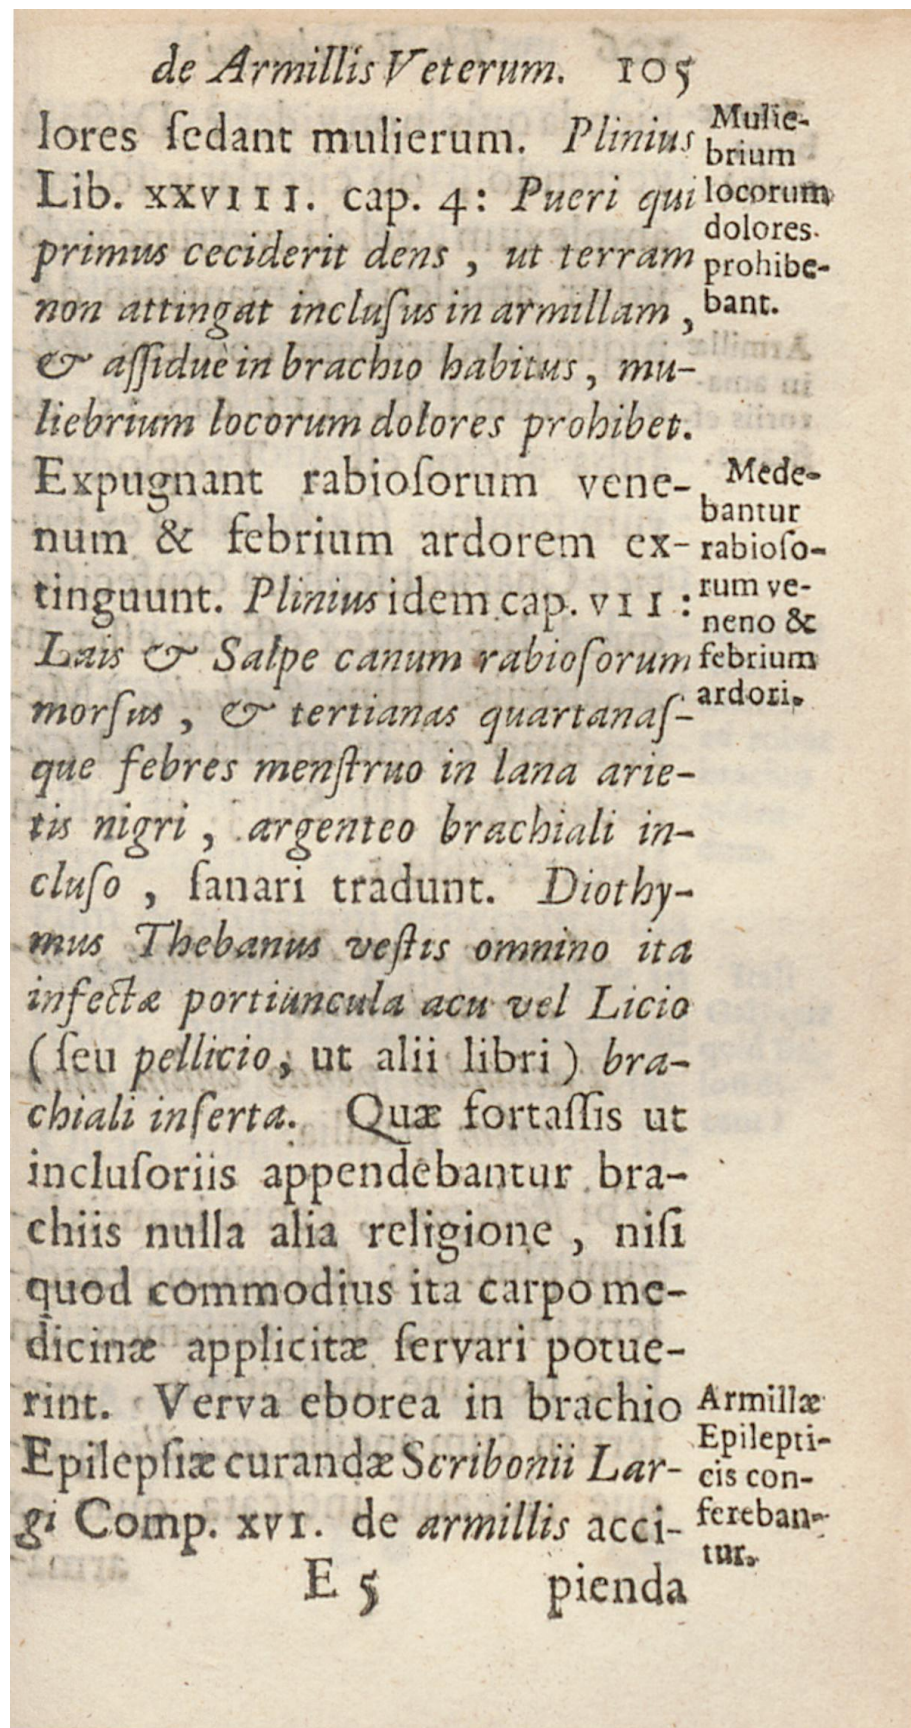 de Armillis Veterum. 105
lores ſedant mulierum. Plinius
Lib. XXVIII. cap. 4: Pueri qui
primus ceciderit dens, ut terram
non attingat incluſus in armillam,
& aſſiduè in brachio habitus, mu-
liebrium locorum dolores prohibet.
Expugnant rabioſorum vene-
num & febrium ardorem ex-
tinguunt. Plinius idem cap. VII:
Lais & Salpe canum rabioſorum
morſus, & tertianas quartanaſ-
que febres menſtruo in lana arie-
tis nigri, argenteo brachiali in-
cluſo, ſanari tradunt. Diothy-
mus Thebanus veſtis omnino ita
infectæ portiuncula acu vel Licio
(ſeu pellicio, ut alii libri) bra-
chiali inſerta. Quæ fortaſſis ut
incluſoriis appendebantur bra-
chiis nulla alia religione, niſi
quod commodius ita carpo me-
dicinæ applicitæ ſervari potue-
rint. Verva eborea in brachio
Epilepſiæ curandæ Scribonii Lar-
gi Comp. XVI. de armillis acci-
E 5 pienda
Mulie-
brium
locorum
dolores
prohibe-
bant.
Mede-
bantur
rabioſo-
rum ve-
neno &
febrium
ardori.
Armillæ
Epilepti-
cis con-
fereban-
tur.